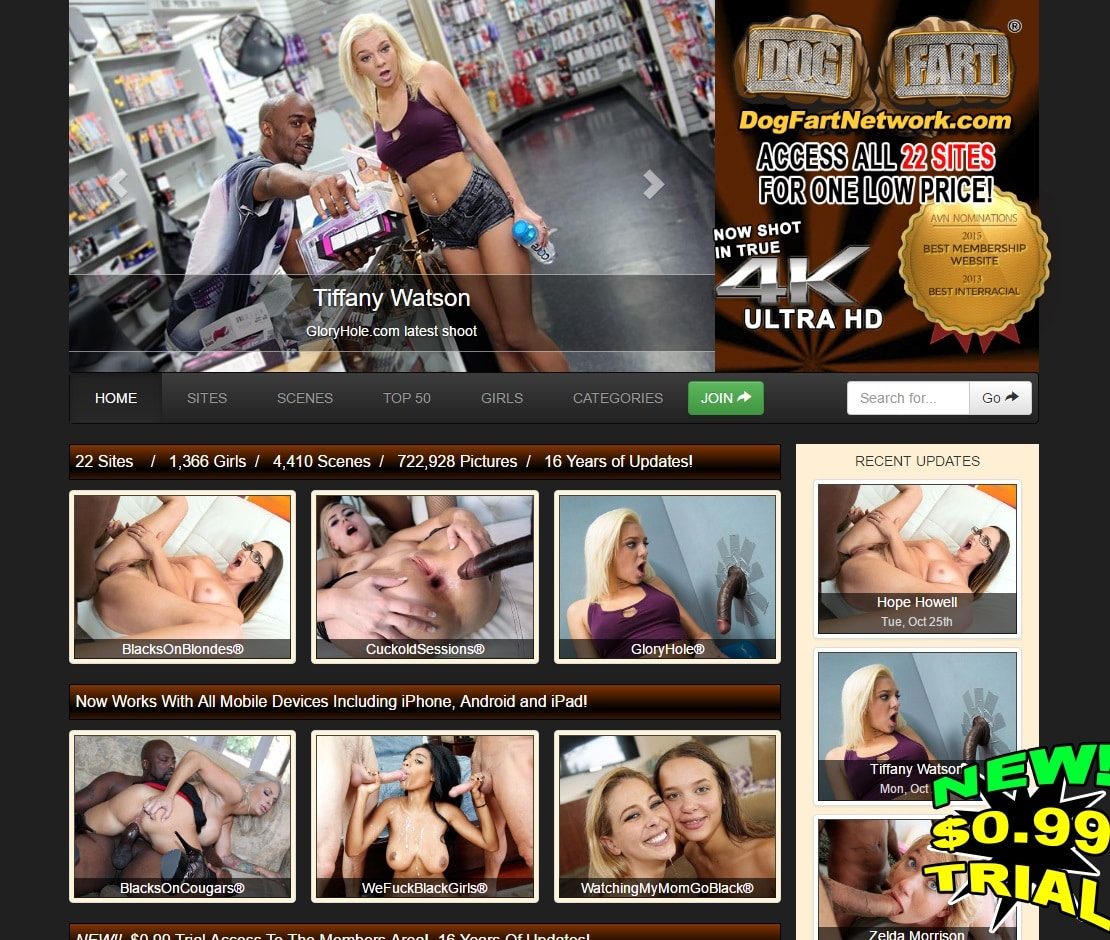 DOG FART ®
DogFartNetwork.com
ACCESS ALL 22 SITES
FOR ONE LOW PRICE!
AVN NOMINATIONS
2015
BEST MEMBERSHIP
WEBSITE
2013
BEST INTERRACIAL
NOW SHOT
IN TRUE
4K
ULTRA HD
Tiffany Watson
GloryHole.com latest shoot
HOME SITES SCENES TOP 50 GIRLS CATEGORIES JOIN Search for... Go
22 Sites / 1,366 Girls / 4,410 Scenes / 722,928 Pictures / 16 Years of Updates!
BlacksOnBlondes® CuckoldSessions® GloryHole®
Now Works With All Mobile Devices Including iPhone, Android and iPad!
BlacksOnCougars® WeFuckBlackGirls® WatchingMyMomGoBlack®
NEW!! $0.99 Trial Access To The Members Area! 16 Years Of Updates!
RECENT UPDATES
Hope Howell
Tue, Oct 25th
Tiffany Watson
Mon, Oct
Zelda Morrison
NEW!
$0.99
TRIAL